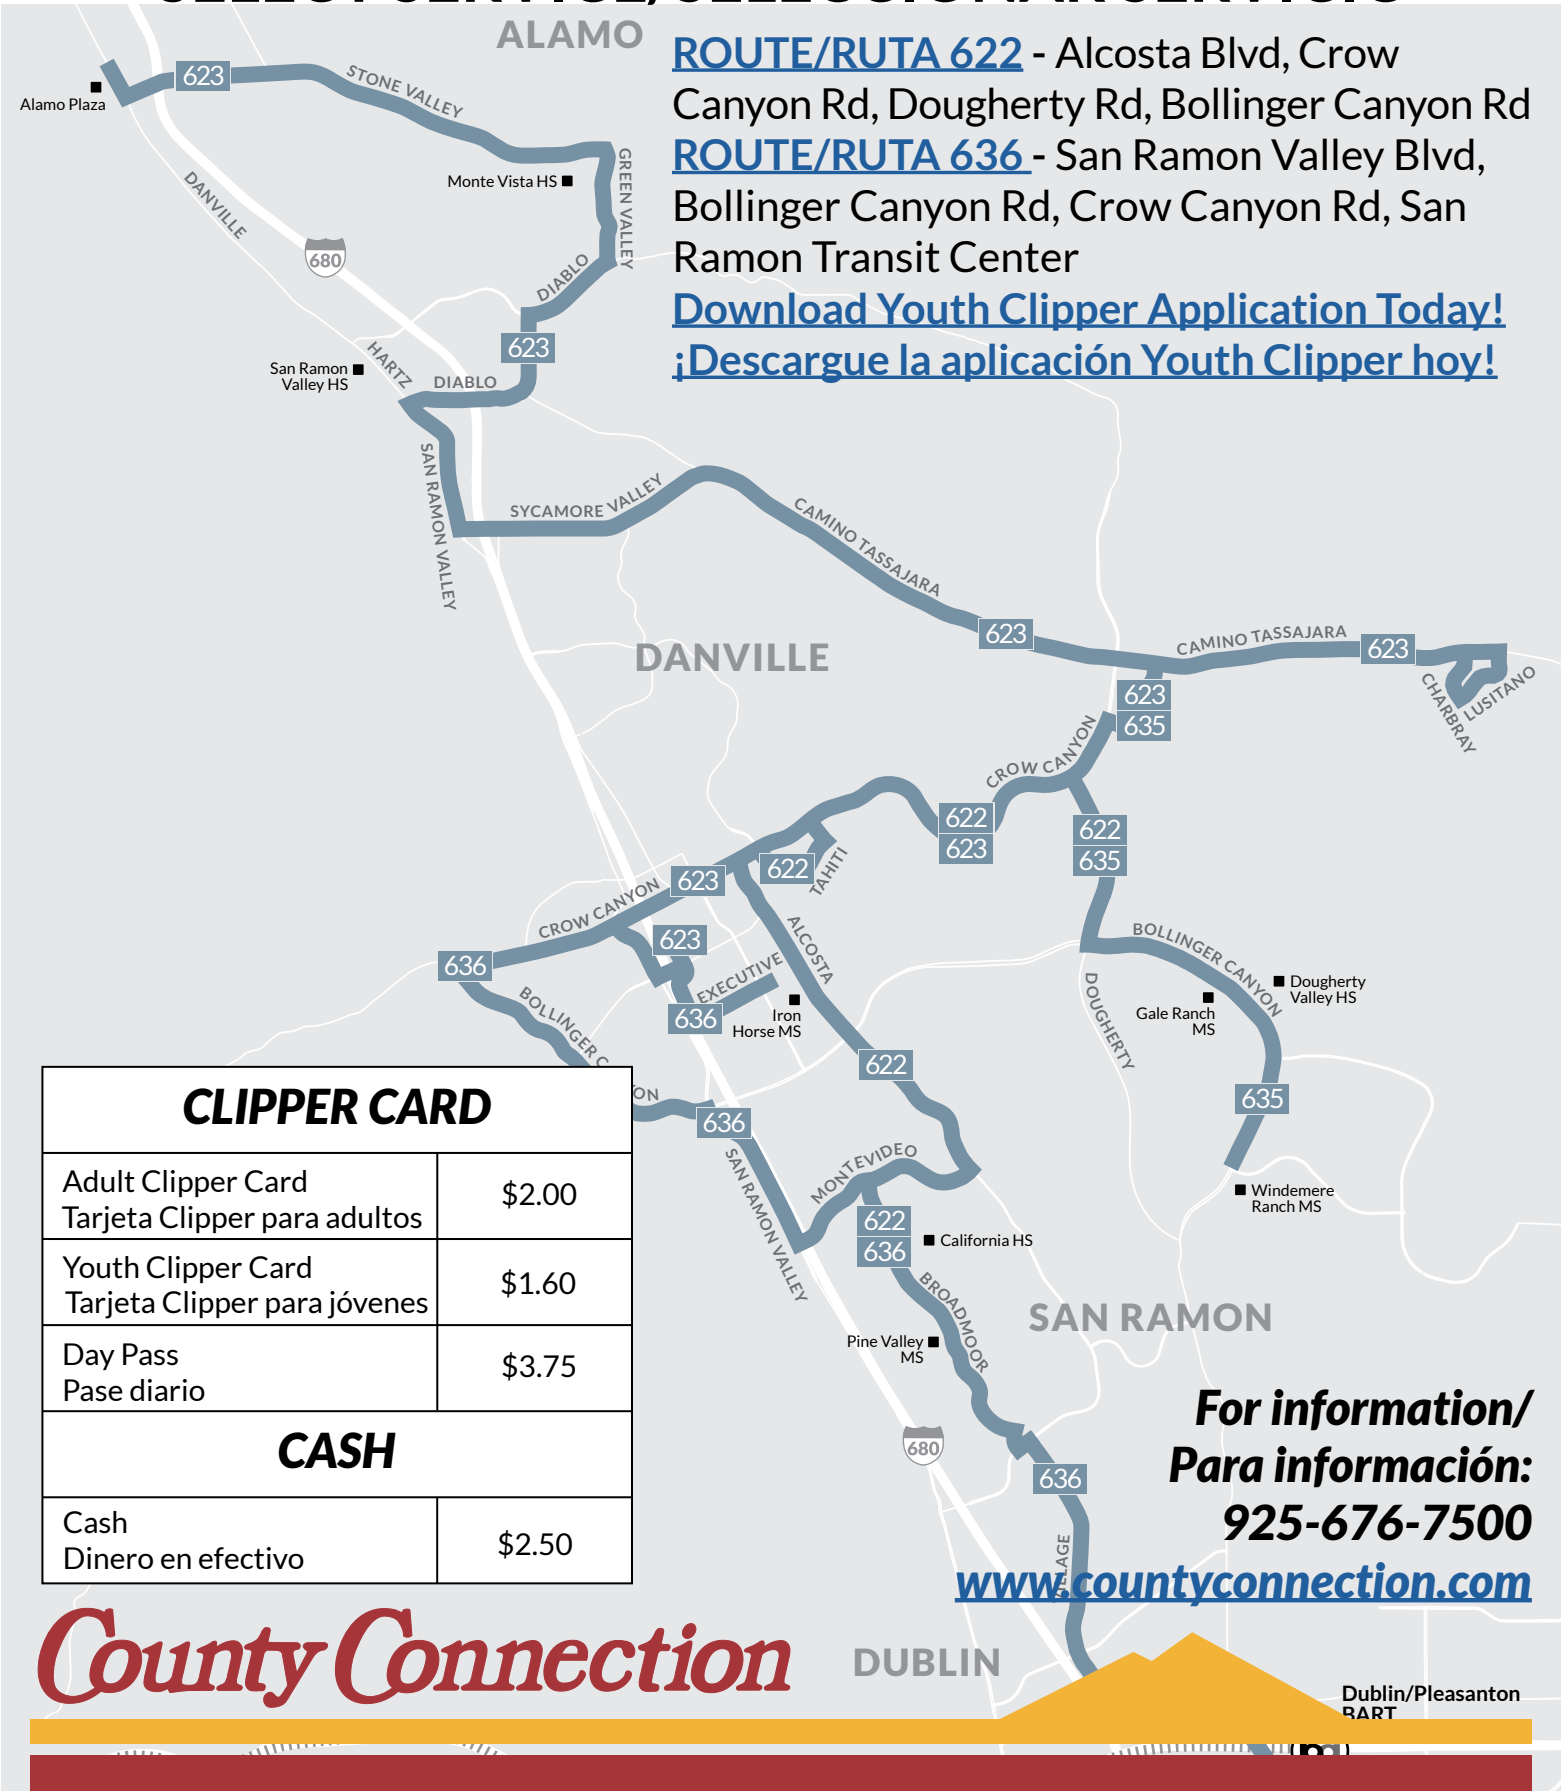 SELECT SERVICE/SELECCIONAR SERVICIO
ALAMO
ROUTE/RUTA 622 - Alcosta Blvd, Crow
Canyon Rd, Dougherty Rd, Bollinger Canyon Rd
ROUTE/RUTA 636 - San Ramon Valley Blvd,
Bollinger Canyon Rd, Crow Canyon Rd, San
Ramon Transit Center
Download Youth Clipper Application Today!
¡Descargue la aplicación Youth Clipper hoy!
Alamo Plaza
623
STONE VALLEY
Monte Vista HS
GREEN VALLEY
DANVILLE
680
DIABLO
623
San Ramon
Valley HS
HARTZ
DIABLO
SAN RAMON VALLEY
SYCAMORE VALLEY
CAMINO TASSAJARA
623
CAMINO TASSAJARA
623
DANVILLE
CHARBRAY
LUSITANO
623
635
CROW CANYON
622
623
622
635
622
TAHITI
623
CROW CANYON
636
623
EXECUTIVE
636
Iron
Horse MS
ALCOSTA
BOLLINGER C
ON
BOLLINGER CANYON
Dougherty
Valley HS
Gale Ranch
MS
DOUGHERTY
622
635
636
SAN RAMON VALLEY
MONTEVIDEO
Windemere
Ranch MS
622
636
California HS
BROADMOOR
SAN RAMON
Pine Valley
MS
680
636
LLAGE
CLIPPER CARD
Adult Clipper Card
Tarjeta Clipper para adultos
$2.00
Youth Clipper Card
Tarjeta Clipper para jóvenes
$1.60
Day Pass
Pase diario
$3.75
CASH
Cash
Dinero en efectivo
$2.50
For information/
Para información:
925-676-7500
www.countyconnection.com
County Connection
DUBLIN
Dublin/Pleasanton
BART